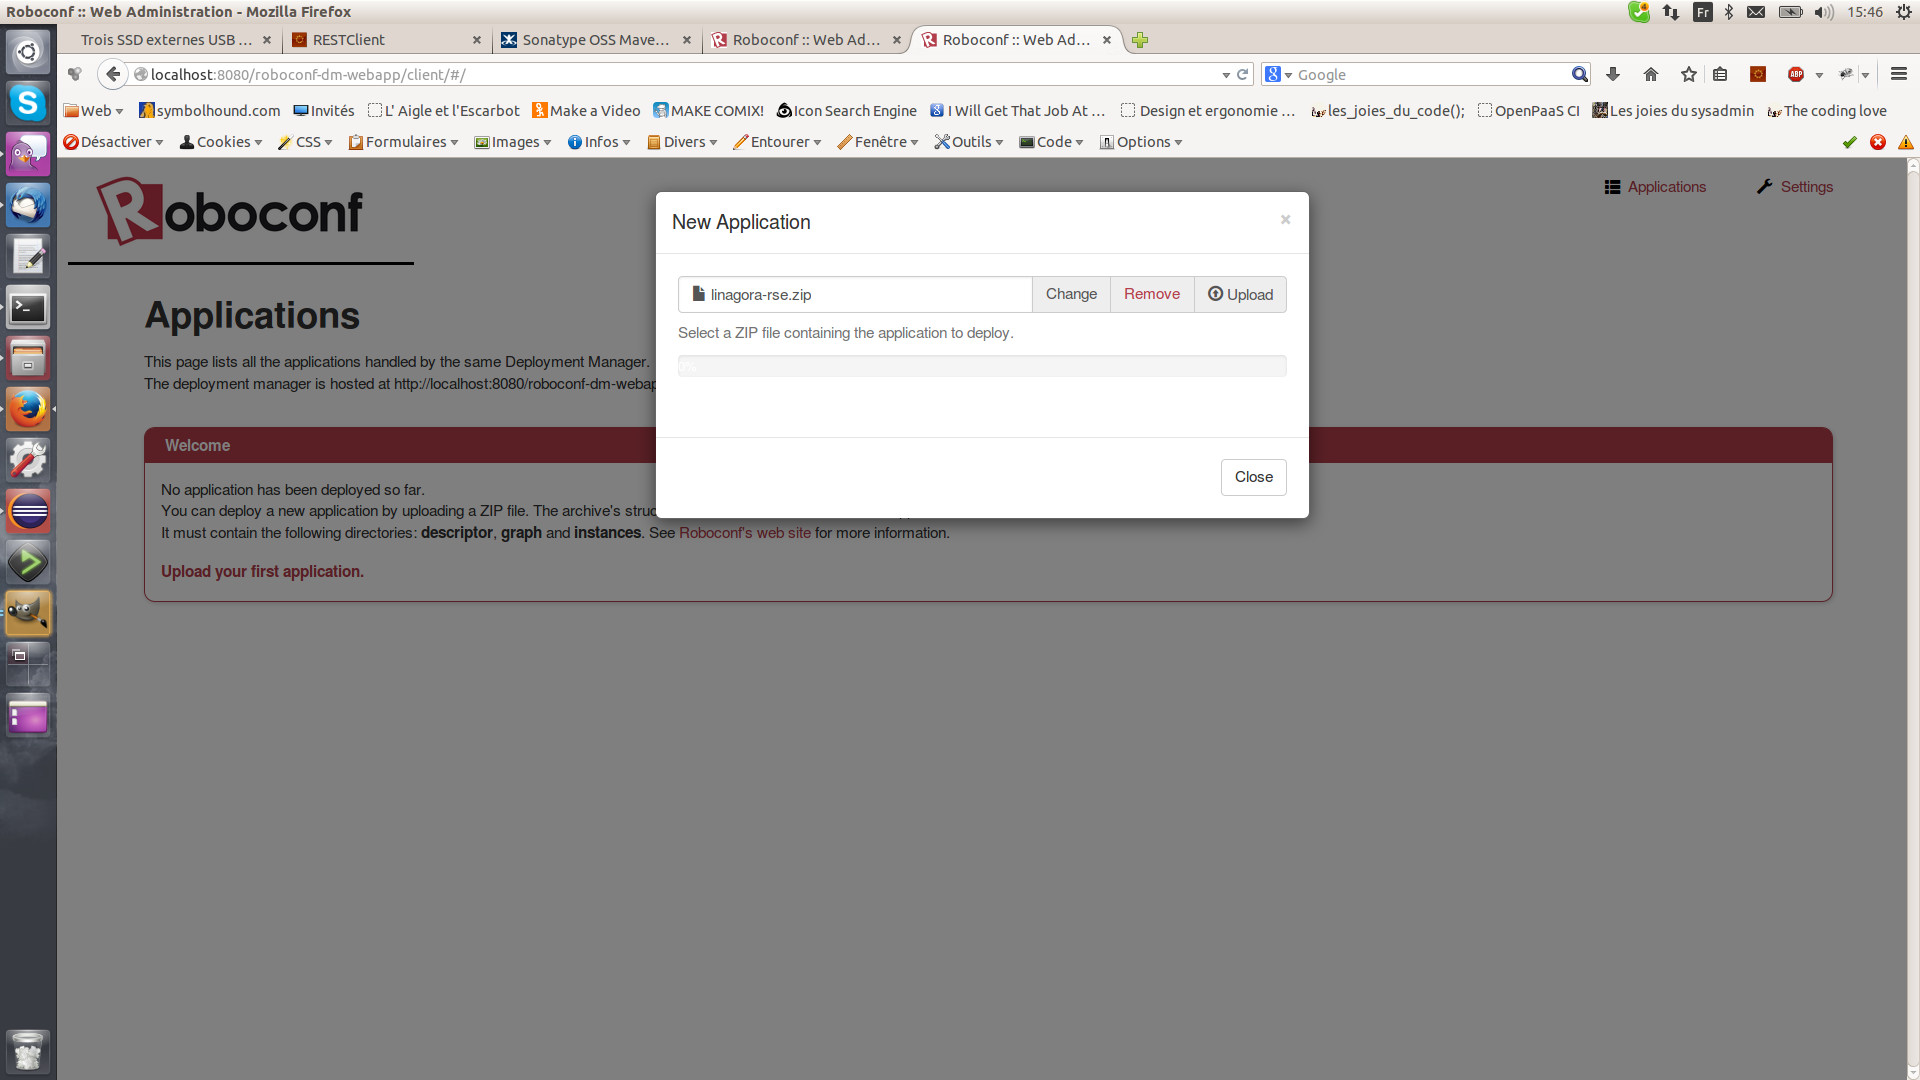 Roboconf :: Web Administration - Mozilla Firefox
Fr
15:46
Trois SSD externes USB ...
RESTClient
Sonatype OSS Mave...
Roboconf :: Web Ad...
Roboconf :: Web Ad...
localhost:8080/roboconf-dm-webapp/client/#/
Google
ABP
Web
symbolhound.com
Invités
L' Aigle et l'Escarbot
Make a Video
MAKE COMIX!
Icon Search Engine
I Will Get That Job At ...
Design et ergonomie ...
les_joies_du_code();
OpenPaaS CI
Les joies du sysadmin
The coding love
Désactiver
Cookies
CSS
Formulaires
Images
Infos
Divers
Entourer
Fenêtre
Outils
Code
Options
Roboconf
Applications
Settings
New Application
×
linagora-rse.zip
Change
Remove
Upload
Select a ZIP file containing the application to deploy.
0%
Close
Applications
This page lists all the applications handled by the same Deployment Manager.
The deployment manager is hosted at http://localhost:8080/roboconf-dm-webap
Welcome
No application has been deployed so far.
You can deploy a new application by uploading a ZIP file. The archive's struc
It must contain the following directories: descriptor, graph and instances. See Roboconf's web site for more information.
Upload your first application.